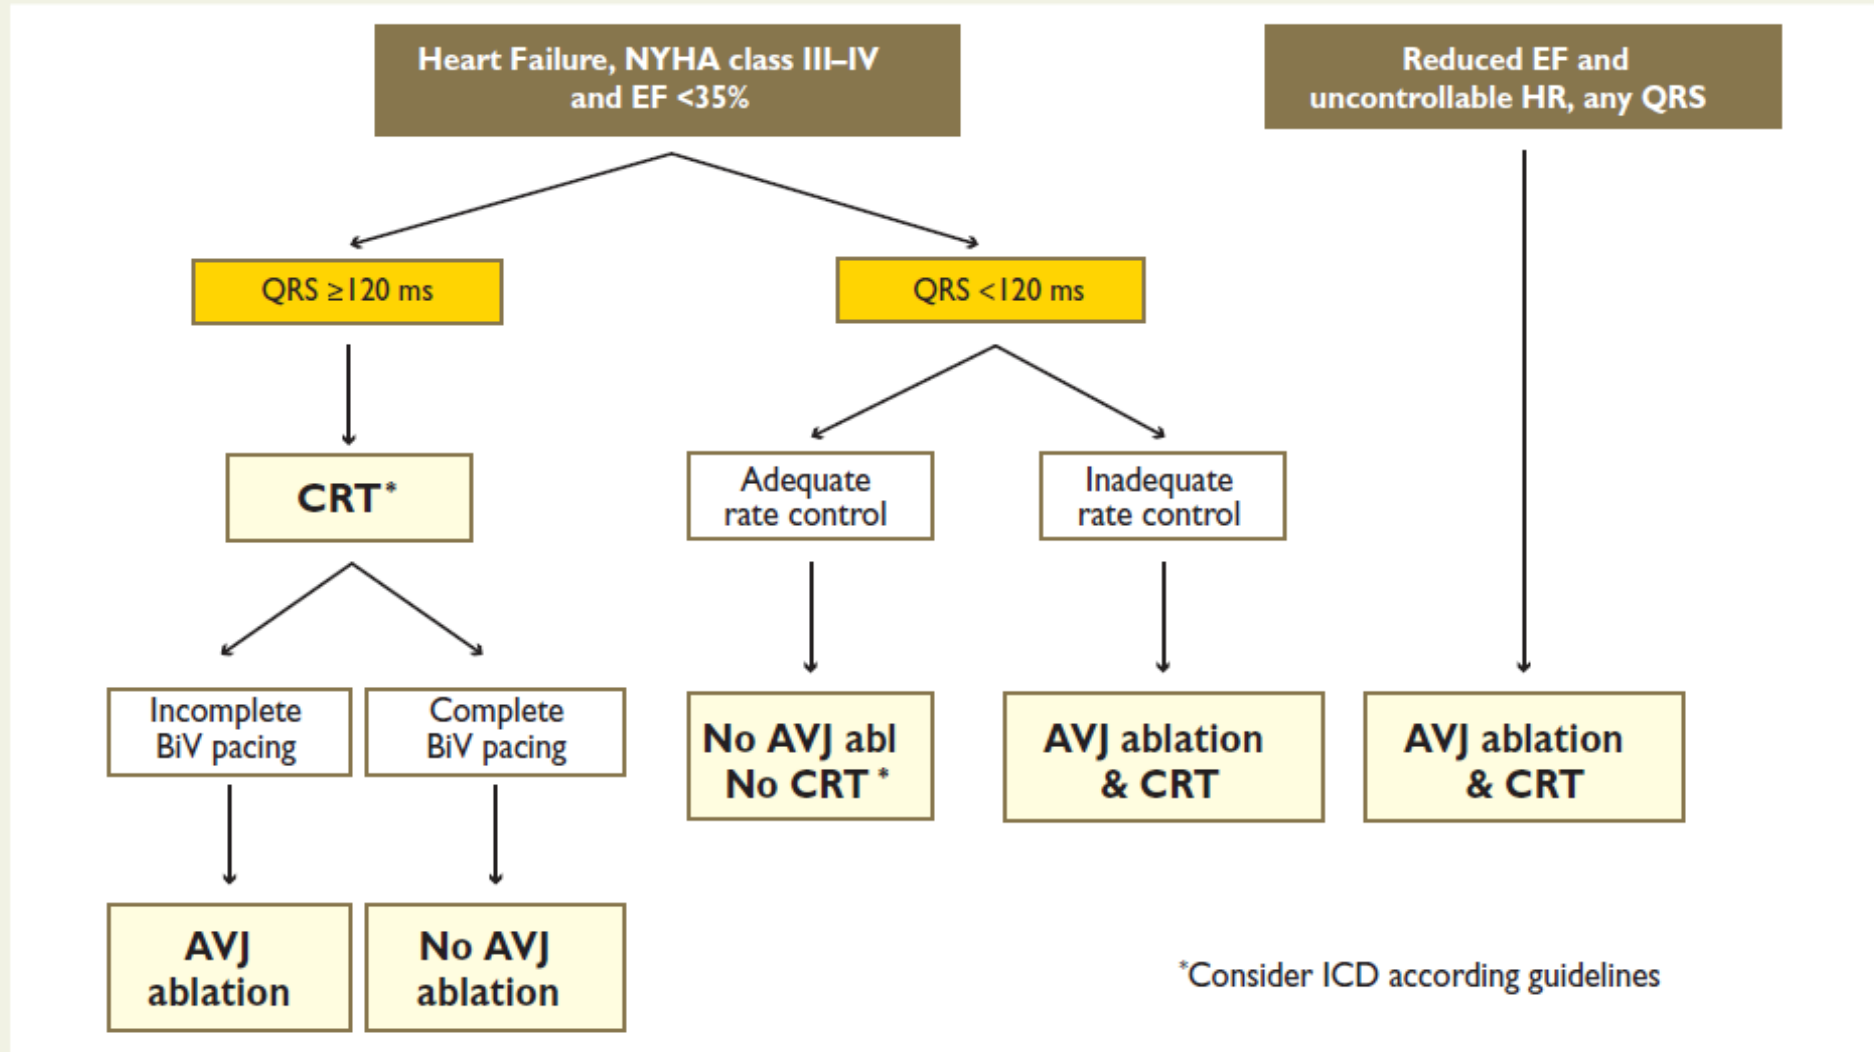 Heart Failure, NYHA class III–IV
and EF <35%
Reduced EF and
uncontrollable HR, any QRS
QRS ≥120 ms
QRS <120 ms
CRT*
Adequate
rate control
Inadequate
rate control
Incomplete
BiV pacing
Complete
BiV pacing
No AVJ abl
No CRT *
AVJ ablation
& CRT
AVJ ablation
& CRT
AVJ
ablation
No AVJ
ablation
*Consider ICD according guidelines